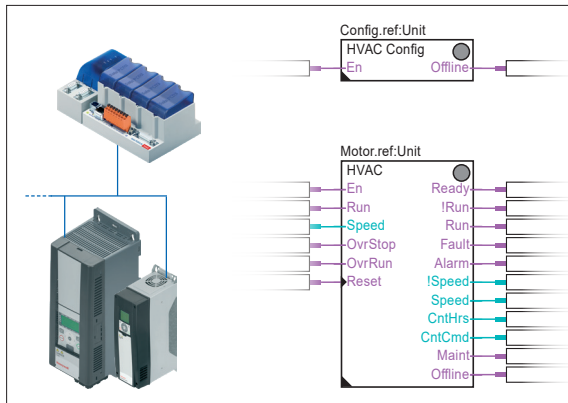 Config.ref:Unit
HVAC Config
En Offline
Motor.ref:Unit
HVAC
En Ready
Run !Run
Speed Run
OvrStop Fault
OvrRun Alarm
Reset !Speed
Speed
CntHrs
CntCmd
Maint
Offline